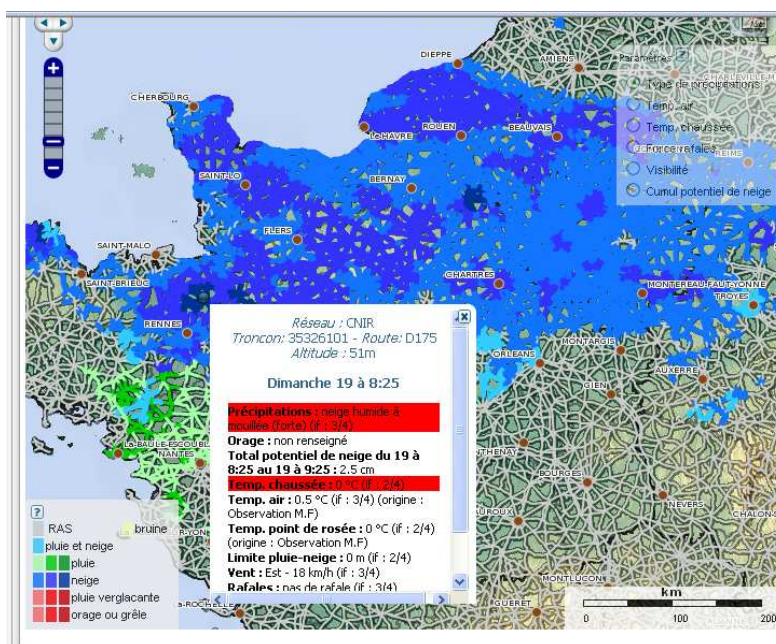 DIEPPE
AMIENS
CHERBOURG
Le-HAVRE
ROUEN
BEAUVAIS
REIMS
SAINT-LO
BERNAY
FLERS
SAINT-MALO
SAINT-BRIEUC
CHARTRES
MONTEREAU-FAUT-YONNE
TROYES
RENNES
ORLEANS
MONTARGIS
AUXERRE
GIEN
La-BAULE-ESCOUBL
NANTES
BOURGES
NEVERS
CHALON-S
MONTLUCON
GUERET
Paramètres ?
Type de précipitations
Temp. air
Temp. chaussée
Force rafales
Visibilité
Cumul potentiel de neige
Réseau : CNIR
Troncon: 35326101 - Route: D175
Altitude : 51m
Dimanche 19 à 8:25
Précipitations : neige humide à
mouillée (forte) (if : 3/4)
Orage : non renseigné
Total potentiel de neige du 19 à
8:25 au 19 à 9:25 : 2.5 cm
Temp. chaussée : 0 °C (if : 2/4)
Temp. air : 0.5 °C (if : 3/4) (origine :
Observation M.F)
Temp. point de rosée : 0 °C (if : 2/4)
(origine : Observation M.F)
Limite pluie-neige : 0 m (if : 2/4)
Vent : Est - 18 km/h (if : 3/4)
Rafales : pas de rafale (if : 3/4)
?
RAS
bruine
pluie et neige
pluie
neige
pluie verglacante
orage ou grêle
km
0
100
200